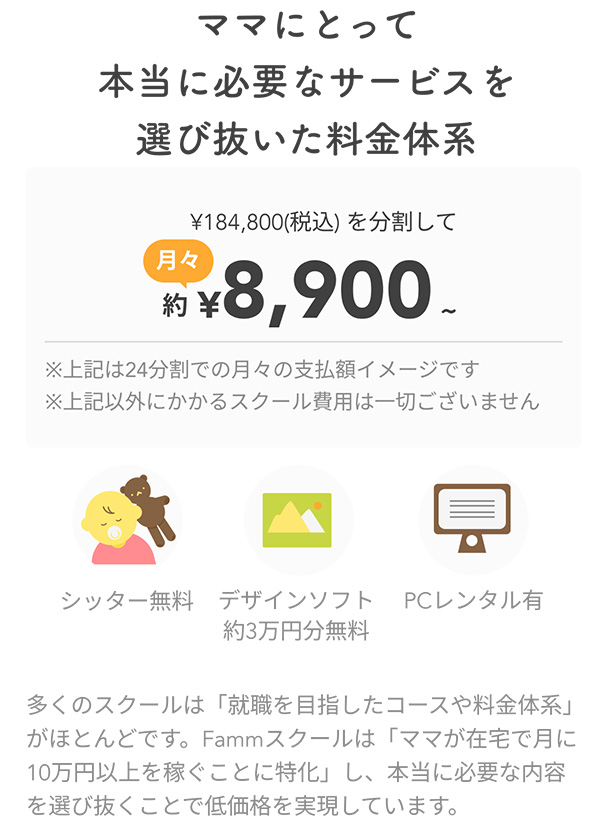 ママにとって
本当に必要なサービスを
選び抜いた料金体系
¥184,800(税込) を分割して
月々
約 ¥8,900 ~
※上記は24分割での月々の支払額イメージです
※上記以外にかかるスクール費用は一切ございません
シッター無料
デザインソフト
約3万円分無料
PCレンタル有
多くのスクールは「就職を目指したコースや料金体系」
がほとんどです。Fammスクールは「ママが在宅で月に
10万円以上を稼ぐことに特化」し、本当に必要な内容
を選び抜くことで低価格を実現しています。